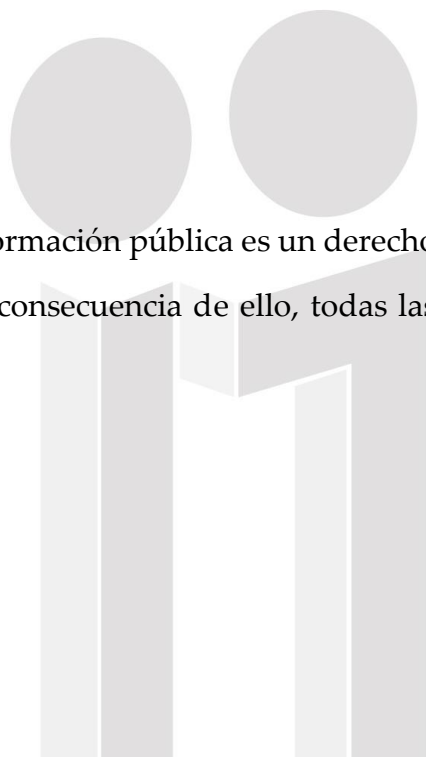 ormación pública es un derecho
consecuencia de ello, todas las